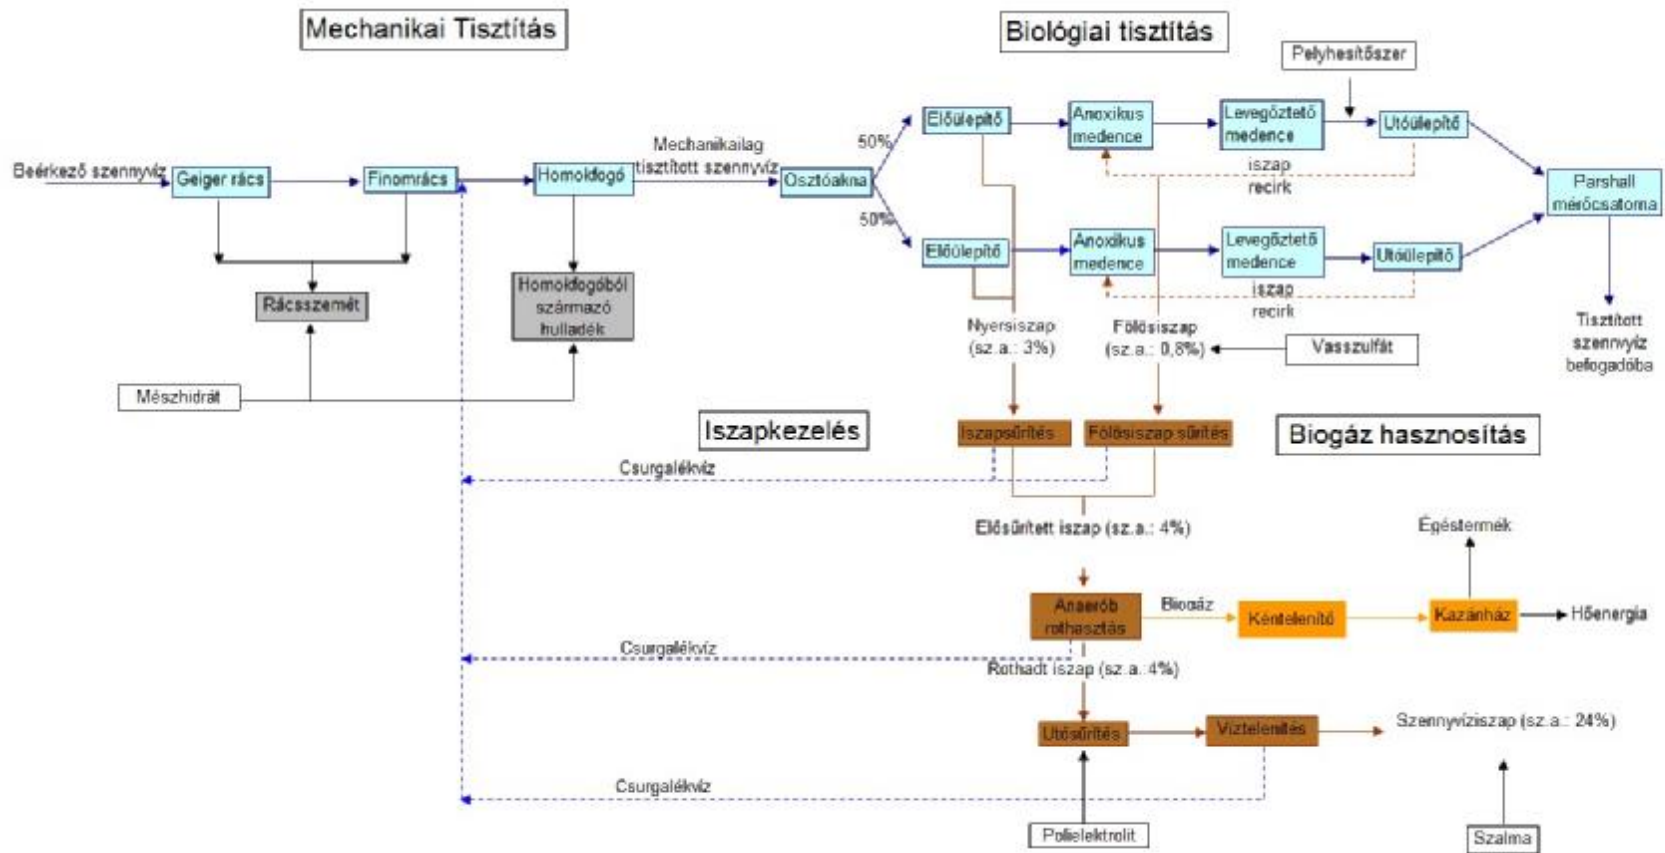 Mechanikai Tisztítás
Biológiai tisztítás
Pelyhesítőszer
Előülepítő
Anoxikus
medence
Levegőztető
medence
Utóülepítő
50%
iszap
recirk
Beérkező szennyvíz
Geiger rács
Finomrács
Homokfogó
Mechanikailag
tisztított szennyvíz
Osztóakna
Parshall
mérőcsatorna
50%
Előülepítő
Anoxikus
medence
Levegőztető
medence
Utóülepítő
iszap
recirk
Rácsszemét
Homokfogóból
származó
hulladék
Nyersiszap
(sz.a.: 3%)
Fölösiszap
(sz.a.: 0,8%)
Vasszulfát
Tisztított
szennyvíz
befogadóba
Mészhidrát
Iszapkezelés
Iszapsűrítés
Fölösiszap sűrítés
Biogáz hasznosítás
Csurgalékvíz
Elősűrített iszap (sz.a.: 4%)
Égéstermék
Anaerób
rothasztás
Biogáz
Kéntelenítő
Kazánház
Hőenergia
Csurgalékvíz
Rothadt iszap (sz.a.:4%)
Utósűrítés
Víztelenítés
Szennyvíziszap (sz.a.: 24%)
Csurgalékvíz
Polielektrolit
Szalma